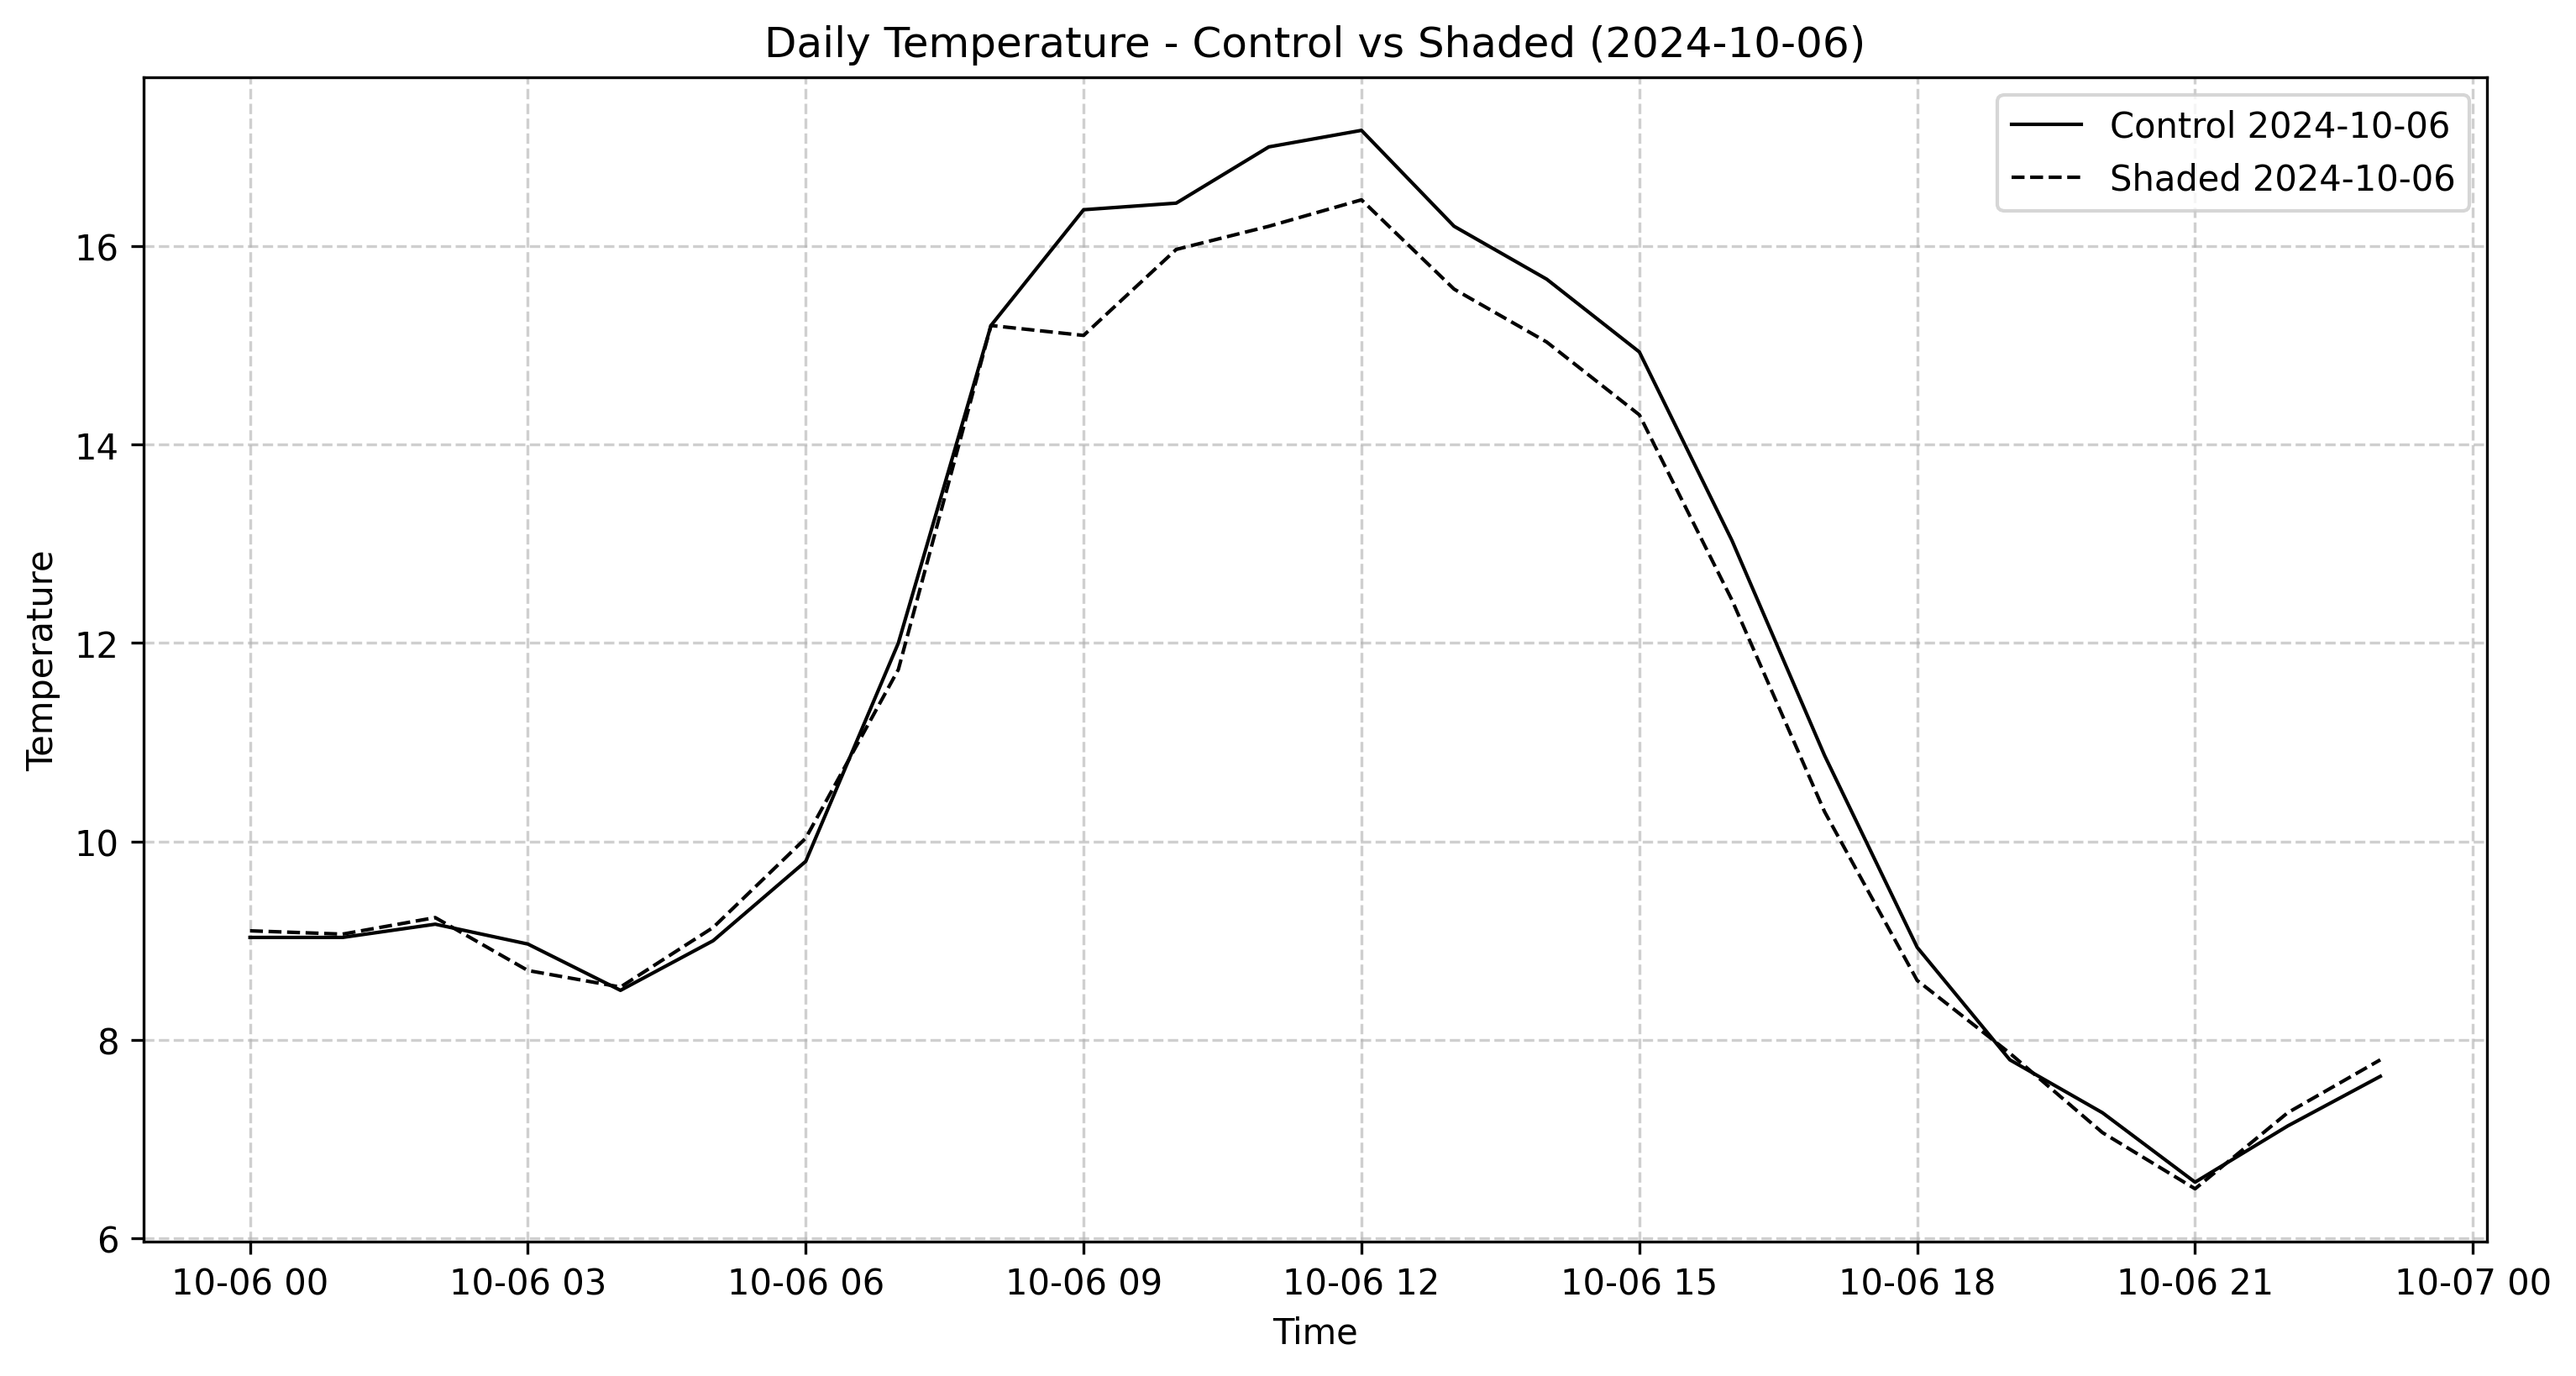 Daily Temperature - Control vs Shaded (2024-10-06)
Control 2024-10-06
Shaded 2024-10-06
Temperature
16
14
12
10
8
6
10-06 00 10-06 03 10-06 06 10-06 09 10-06 12 10-06 15 10-06 18 10-06 21 10-07 00
Time